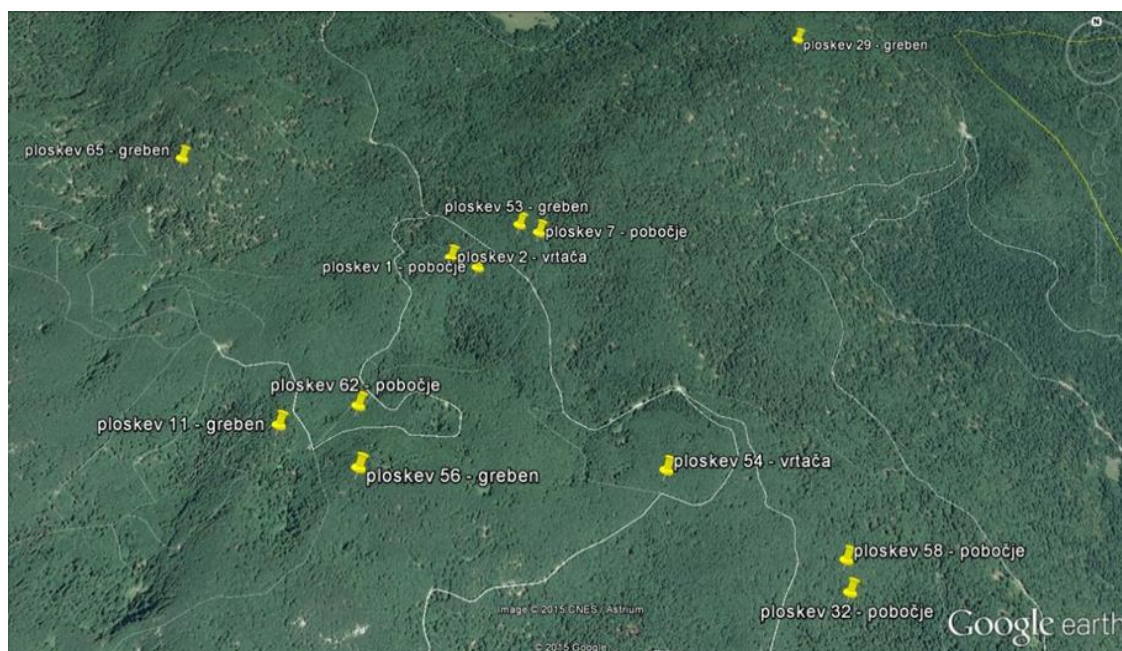 N
ploskev 29 - greben
ploskev 65 - greben
ploskev 53 - greben
ploskev 7 - pobočje
ploskev 2 - vrtača
ploskev 1 - pobočje
ploskev 62 - pobočje
ploskev 11 - greben
ploskev 54 - vrtača
ploskev 56 - greben
ploskev 58 - pobočje
ploskev 32 - pobočje
Image © 2015 CNES / Astrium
© 2015 Google
Google earth